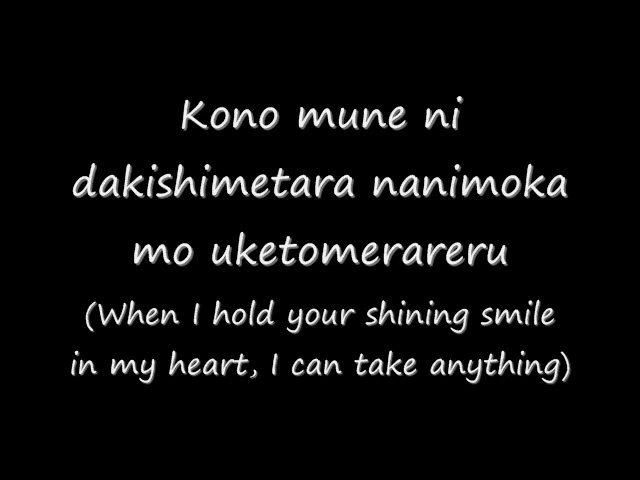 Kono mune ni
dakishimetara nanimoka
mo uketomerareru
(When I hold your shining smile
in my heart, I can take anything)